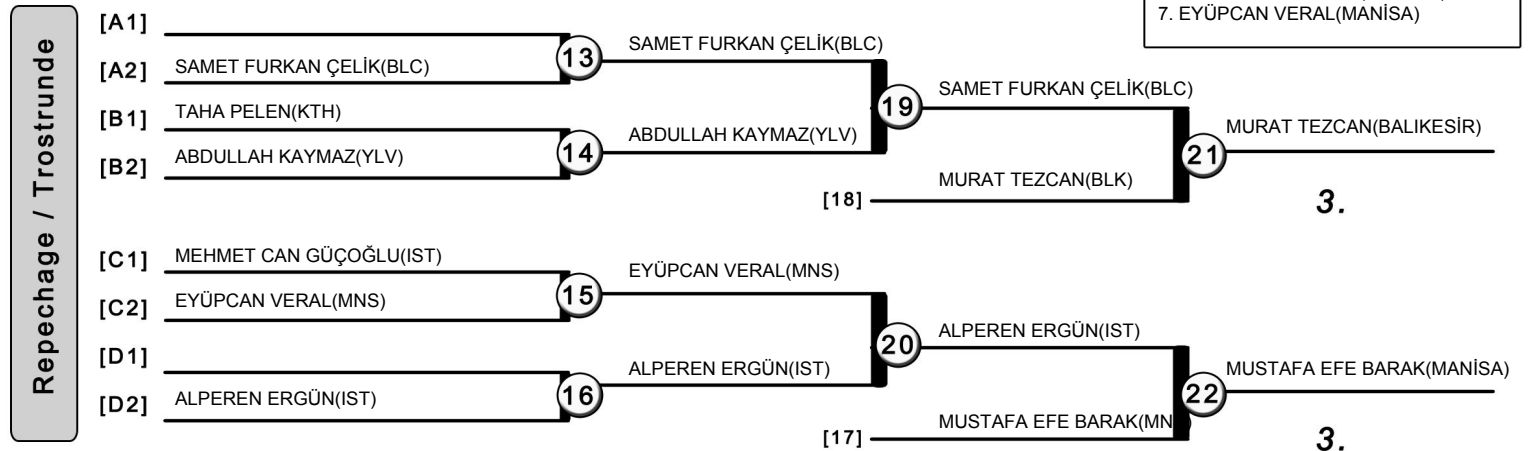 7. EYÜPCAN VERAL(MANİSA)
Repechage / Trostrunde
[A1]
[A2] SAMET FURKAN ÇELİK(BLC)
13
SAMET FURKAN ÇELİK(BLC)
[B1] TAHA PELEN(KTH)
[B2] ABDULLAH KAYMAZ(YLV)
14
ABDULLAH KAYMAZ(YLV)
19
SAMET FURKAN ÇELİK(BLC)
[18] MURAT TEZCAN(BLK)
21
MURAT TEZCAN(BALIKESİR)
3.
[C1] MEHMET CAN GÜÇOĞLU(IST)
[C2] EYÜPCAN VERAL(MNS)
15
EYÜPCAN VERAL(MNS)
[D1]
[D2] ALPEREN ERGÜN(IST)
16
ALPEREN ERGÜN(IST)
20
ALPEREN ERGÜN(IST)
[17] MUSTAFA EFE BARAK(MN
22
MUSTAFA EFE BARAK(MANİSA)
3.